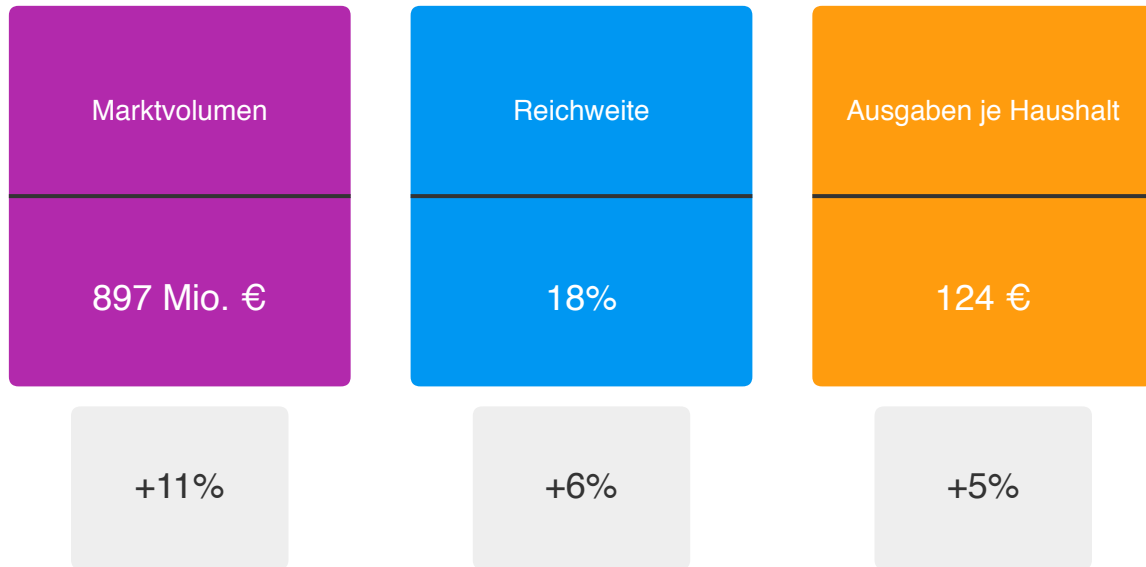 Marktvolumen
Reichweite
Ausgaben je Haushalt
897 Mio. €
18%
124 €
+11%
+6%
+5%